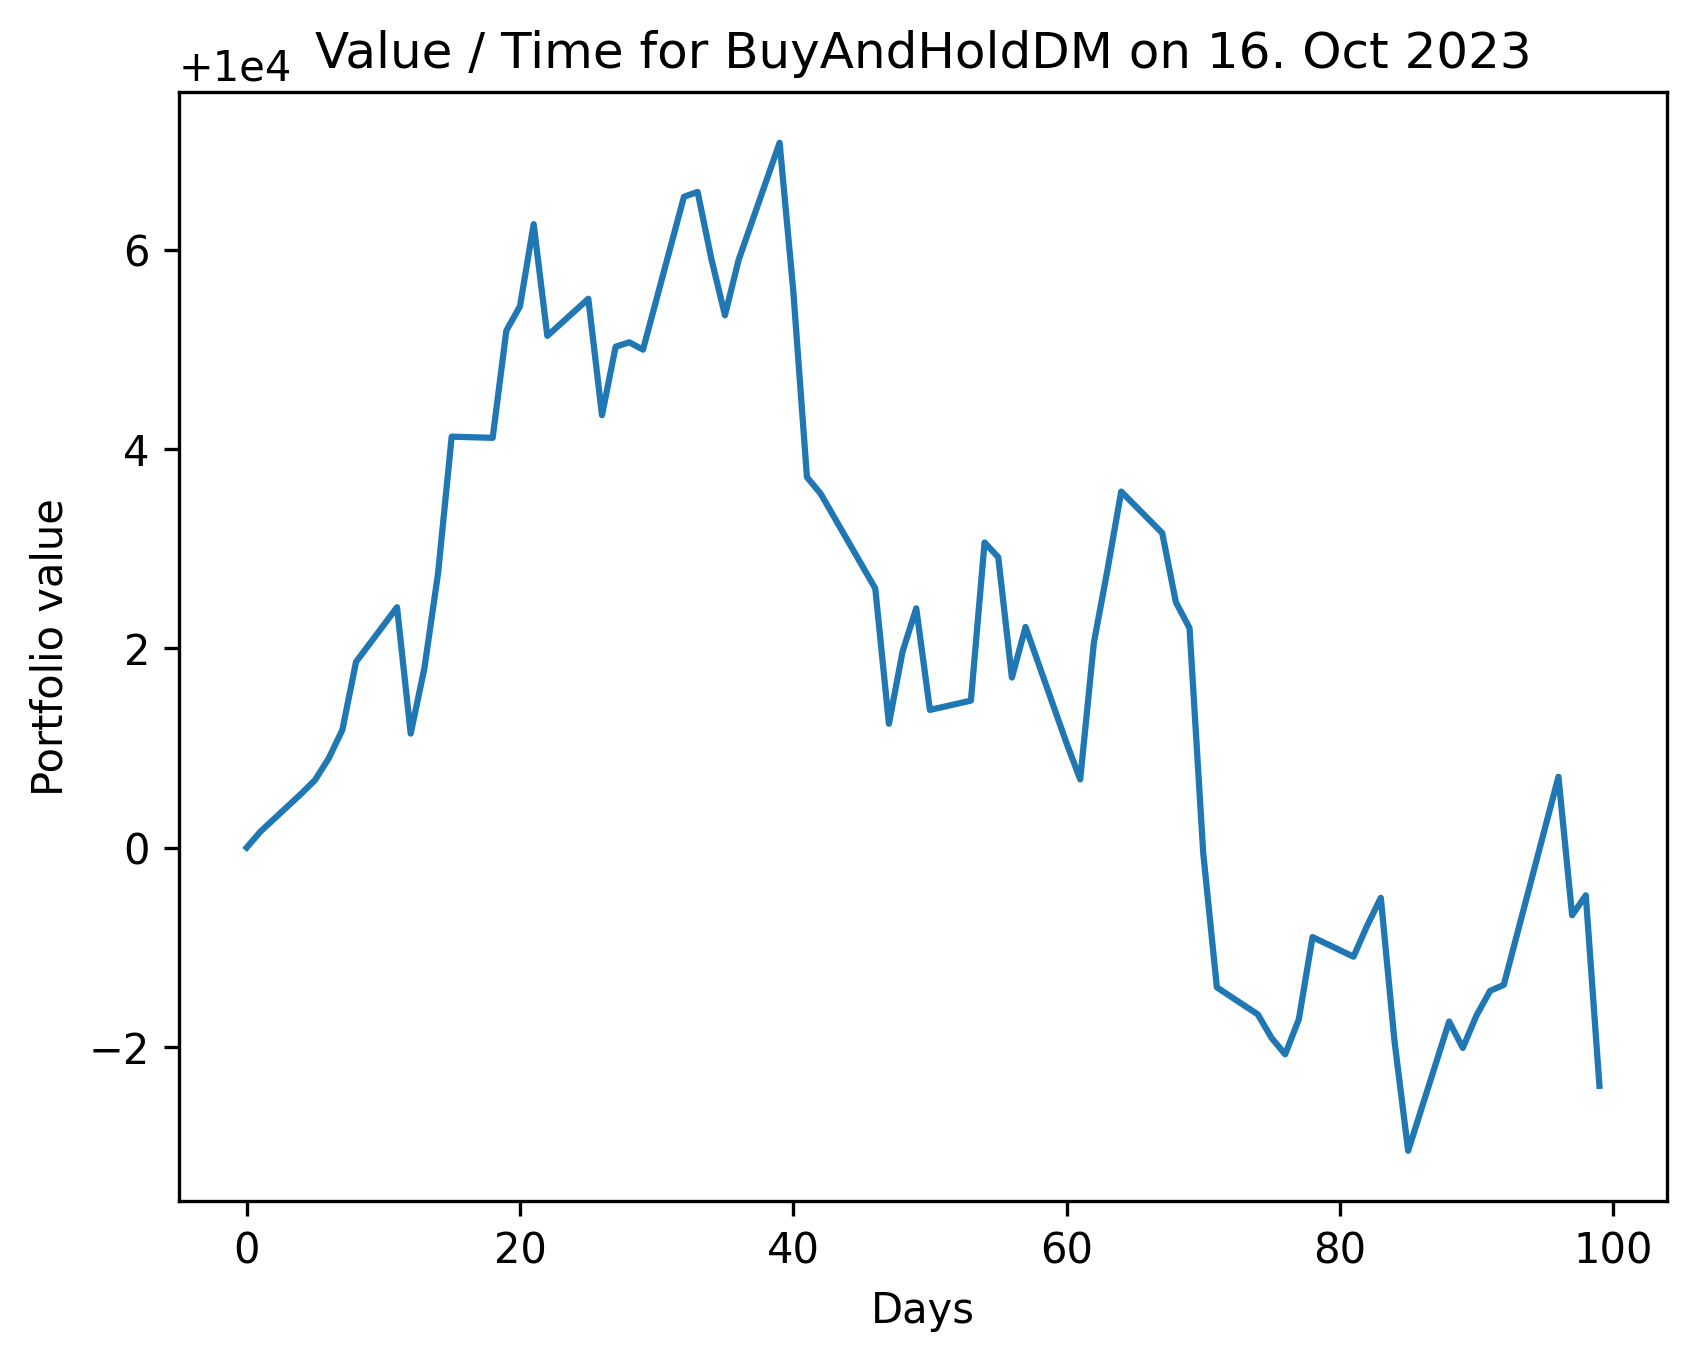 Value / Time for BuyAndHoldDM on 16. Oct 2023
+1e4
6
4
2
0
−2
Portfolio value
0 20 40 60 80 100
Days